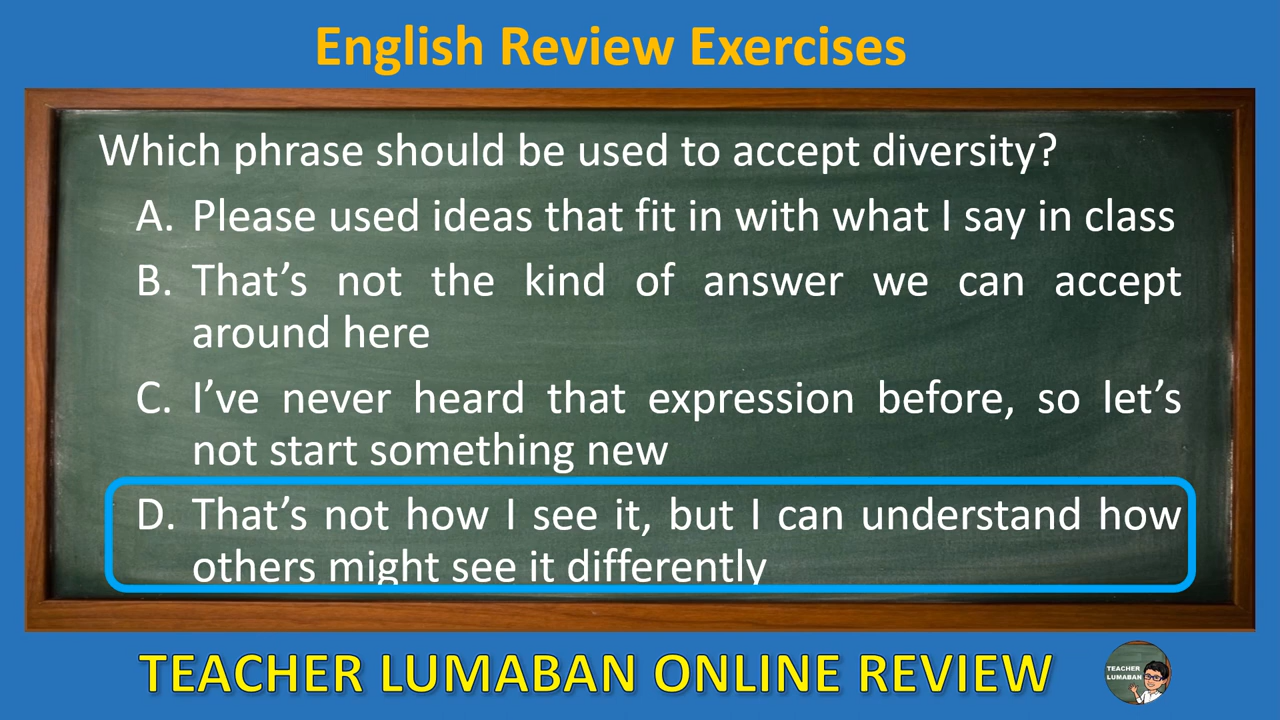 English Review Exercises
Which phrase should be used to accept diversity?
A. Please used ideas that fit in with what I say in class
B. That's not the kind of answer we can accept
around here
C. I've never heard that expression before, so let's
not start something new
D. That's not how I see it, but I can understand how
others might see it differently
TEACHER LUMABAN ONLINE REVIEW
TEACHER
LUMABAN